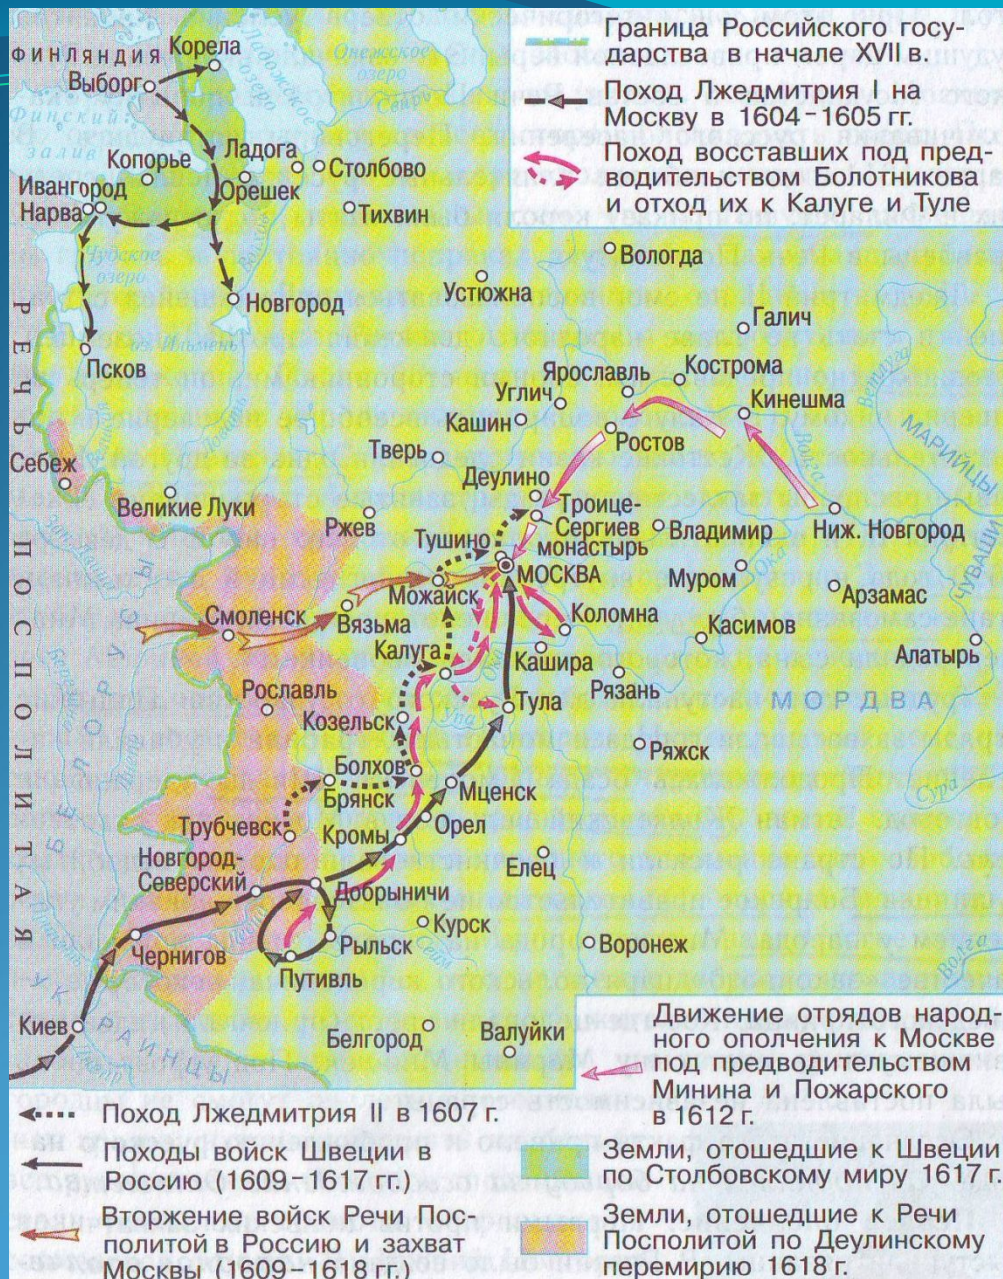 Граница Российского госу-
дарства в начале XVII в.
Поход Лжедмитрия I на
Москву в 1604-1605 гг.
Поход восставших под пред-
водительством Болотникова
и отход их к Калуге и Туле
ФИНЛЯНДИЯ
Корела
Выборг
Ладожское
озеро
Онежское
озеро
Финский
залив
Копорье
Ладога
Столбово
Ивангород
Орешек
Нарва
Тихвин
Чудское
озеро
Новгород
Устюжна
Вологда
Галич
оз. Ильмень
Псков
Ярославль
Кострома
Ветлуга
Углич
Кинешма
Кашин
Ростов
Волга
МАРИЙЦЫ
Тверь
Себеж
Деулино
Великие Луки
Ржев
Троице-
Сергиев
монастырь
Владимир
Ниж. Новгород
Тушино
МОСКВА
Ока
ЧУВАШИ
Можайск
Муром
Арзамас
Смоленск
Вязьма
Коломна
Касимов
Калуга
Кашира
Алатырь
Рославль
Рязань
МОРДВА
Козельск
Упа
Тула
Ряжск
Болхов
Брянск
Мценск
Сура
Трубчевск
Кромы
Орел
Новгород-
Северский
Елец
Добрыничи
Курск
Чернигов
Рыльск
Воронеж
Путивль
Волга
Киев
Белгород
Валуйки
РЕЧЬ ПОСПОЛИТАЯ
БЕЛОРУСЫ
УКРАИНЦЫ
Движение отрядов народ-
ного ополчения к Москве
под предводительством
Минина и Пожарского
в 1612 г.
Поход Лжедмитрия II в 1607 г.
Походы войск Швеции в
Россию (1609-1617 гг.)
Вторжение войск Речи Пос-
политой в Россию и захват
Москвы (1609-1618 гг.)
Земли, отошедшие к Швеции
по Столбовскому миру 1617 г.
Земли, отошедшие к Речи
Посполитой по Деулинскому
перемирию 1618 г.